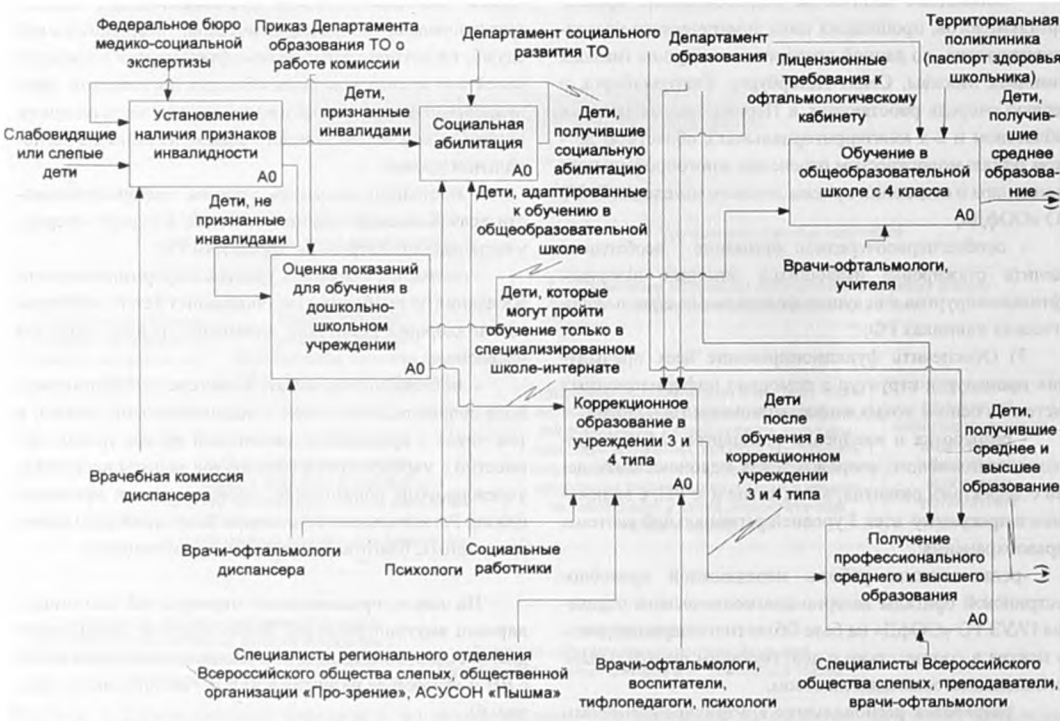 Федеральное бюро
медико-социальной
экспертизы
Приказ Департамента
образования ТО о
работе комиссии
Департамент социального
развития ТО
Департамент
образования
Лицензионные
требования к
офтальмологическому
кабинету
Территориальная
Программа
(паспорт здоровья
школьника)
Слабовидящие
или слепые
дети
Установление
наличия признаков
инвалидности
A0
Дети,
признанные
инвалидами
Социальная
абилитация
A0
Дети,
получившие
социальную
абилитацию
Обучение в
общеобразовательной
школе с 4 класса
A0
Дети,
получив-
шие
среднее
образова-
ние
Дети, не
признанные
инвалидами
Дети, адаптированные
к обучению в
общеобразовательной
школе
Врачи-офтальмологи,
учителя
Оценка показаний
для обучения в
дошкольно-
школьном
учреждении
A0
Дети, которые
могут пройти
обучение только в
специализированном
школе-интернате
Коррекционное
образование в
учреждении 3 и
4 типа
A0
Дети
после
обучения в
коррекционном
учреждении
3 и 4 типа
Дети,
получившие
среднее и
высшее
образование
Врачебная комиссия
диспансера
Врачи-офтальмологи
диспансера
Психологи
Социальные
работники
Получение
профессионального
среднего и высшего
образования
A0
Специалисты регионального отделения
Всероссийского общества слепых, общественной
организации «Про-зрение», АСУСОН «Пышма»
Врачи-офтальмологи,
воспитатели,
тифлопедагоги, психологи
Специалисты Всероссийского
общества слепых, преподаватели,
врачи-офтальмологи